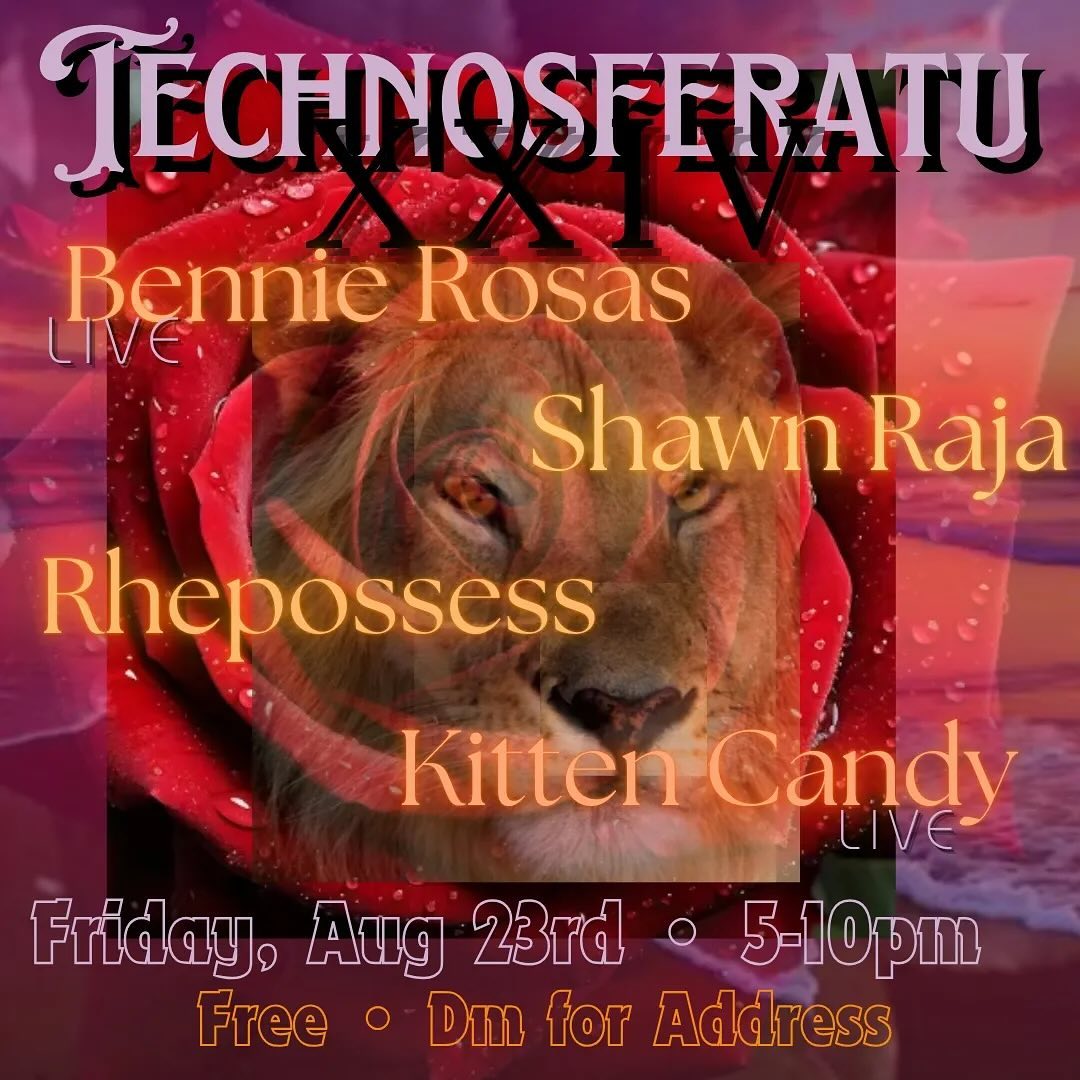 Technosferatu
XXIV
Bennie Rosas
LIVE
Shawn Raja
Rhepossess
Kitten Candy
LIVE
Friday, Aug 23rd • 5-10pm
Free • Dm for Address